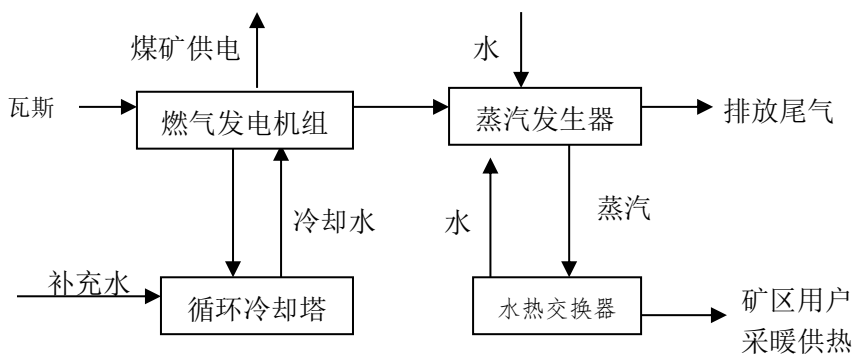 煤矿供电
水
瓦斯
燃气发电机组
蒸汽发生器
排放尾气
冷却水
水
蒸汽
补充水
循环冷却塔
水热交换器
矿区用户
采暖供热